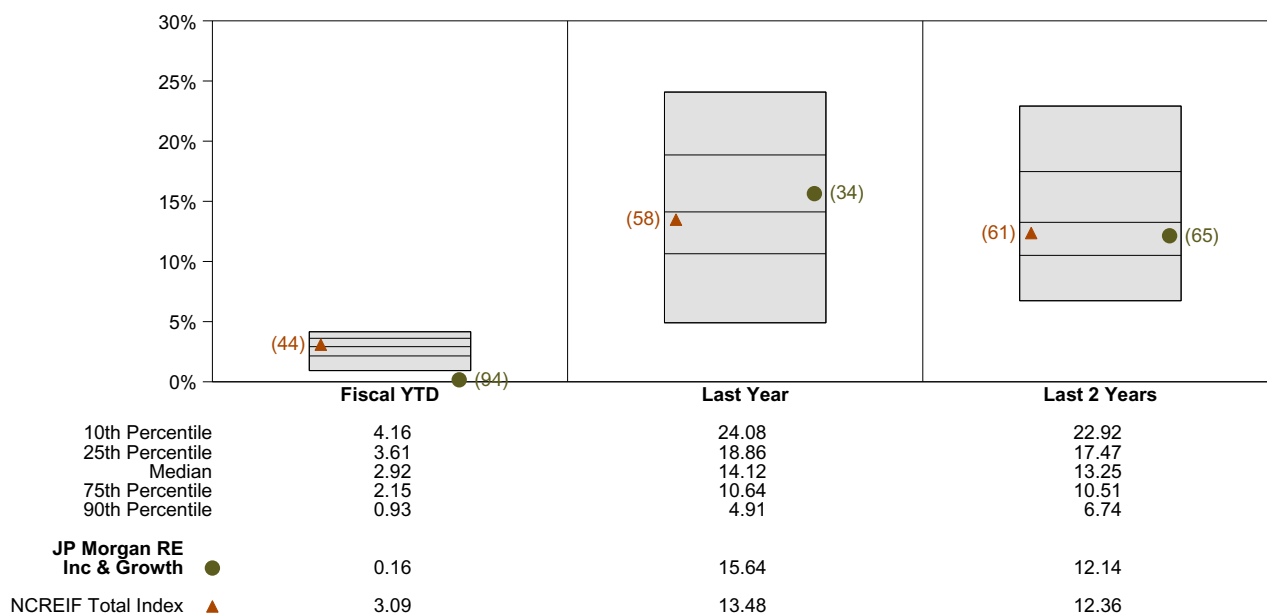 30%
25%
20%
15%
10%
5%
0%
(44)
(94)
(58)
(34)
(61)
(65)
Fiscal YTD Last Year Last 2 Years
10th Percentile 4.16 24.08 22.92
25th Percentile 3.61 18.86 17.47
Median 2.92 14.12 13.25
75th Percentile 2.15 10.64 10.51
90th Percentile 0.93 4.91 6.74
JP Morgan RE
Inc & Growth 0.16 15.64 12.14
NCREIF Total Index 3.09 13.48 12.36